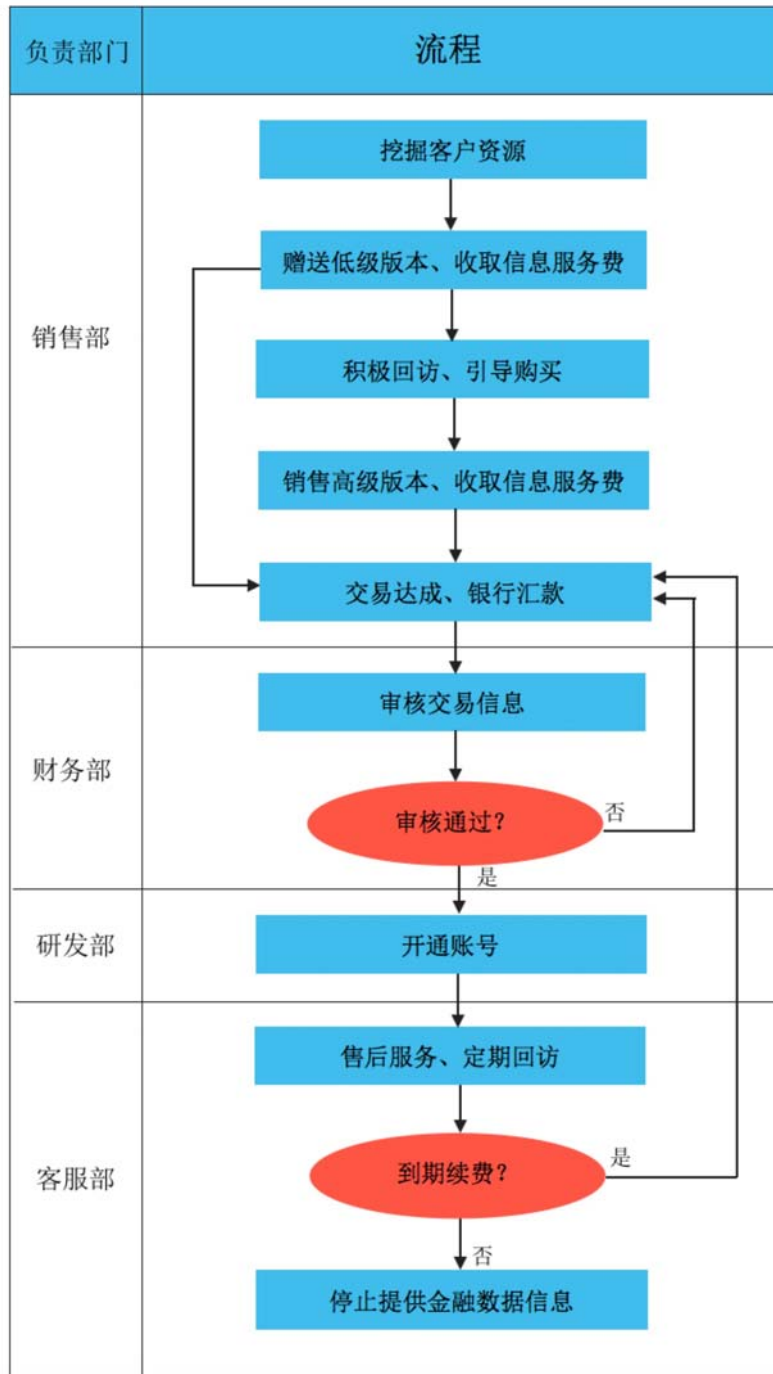 负责部门
流程
销售部
挖掘客户资源
赠送低级版本、收取信息服务费
积极回访、引导购买
销售高级版本、收取信息服务费
交易达成、银行汇款
财务部
审核交易信息
审核通过?
否
是
研发部
开通账号
客服部
售后服务、定期回访
到期续费?
是
否
停止提供金融数据信息